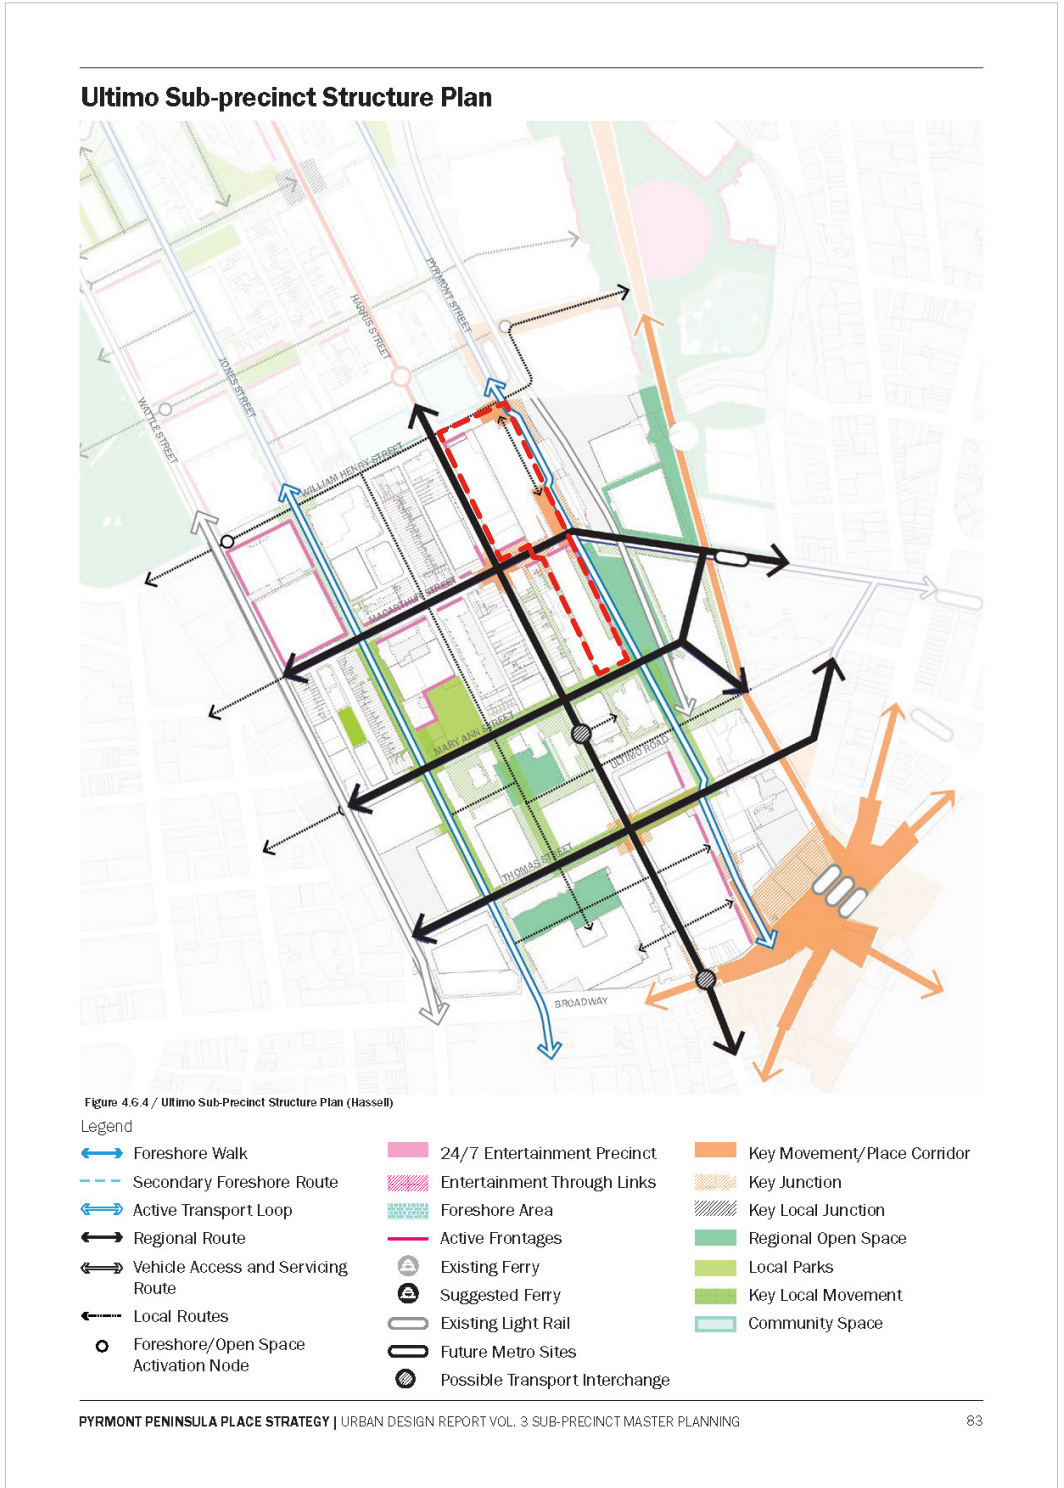 Ultimo Sub-precinct Structure Plan
PYRMONT STREET
HARRIS STREET
JONES STREET
WATTLE STREET
WILLIAM HENRY STREET
MACARTHUR STREET
MARY ANN STREET
ULTIMO ROAD
THOMAS STREET
BROADWAY
Figure 4.6.4 / Ultimo Sub-Precinct Structure Plan (Hassell)
Legend
Foreshore Walk
Secondary Foreshore Route
Active Transport Loop
Regional Route
Vehicle Access and Servicing
Route
Local Routes
Foreshore/Open Space
Activation Node
24/7 Entertainment Precinct
Entertainment Through Links
Foreshore Area
Active Frontages
Existing Ferry
Suggested Ferry
Existing Light Rail
Future Metro Sites
Possible Transport Interchange
Key Movement/Place Corridor
Key Junction
Key Local Junction
Regional Open Space
Local Parks
Key Local Movement
Community Space
PYRMONT PENINSULA PLACE STRATEGY | URBAN DESIGN REPORT VOL. 3 SUB-PRECINCT MASTER PLANNING
83